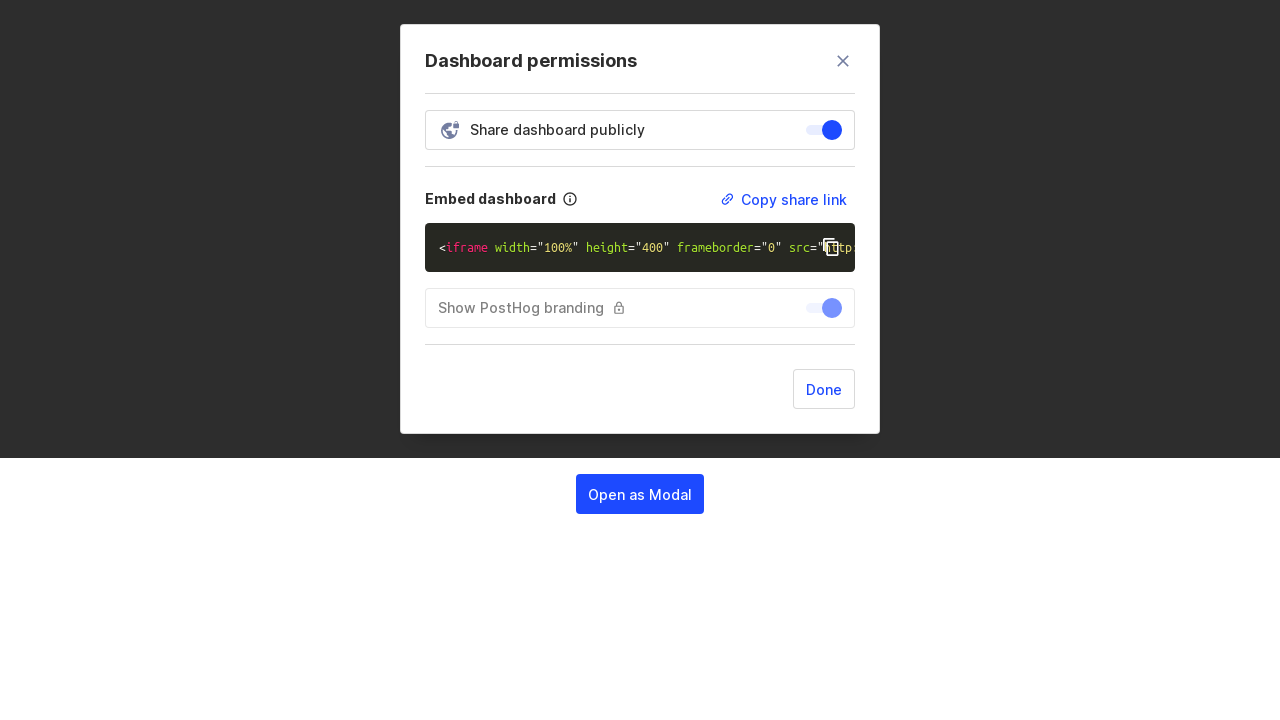 Dashboard permissions
Share dashboard publicly
Embed dashboard
Copy share link
<iframe width="100%" height="400" frameborder="0" src="http:
Show PostHog branding
Done
Open as Modal